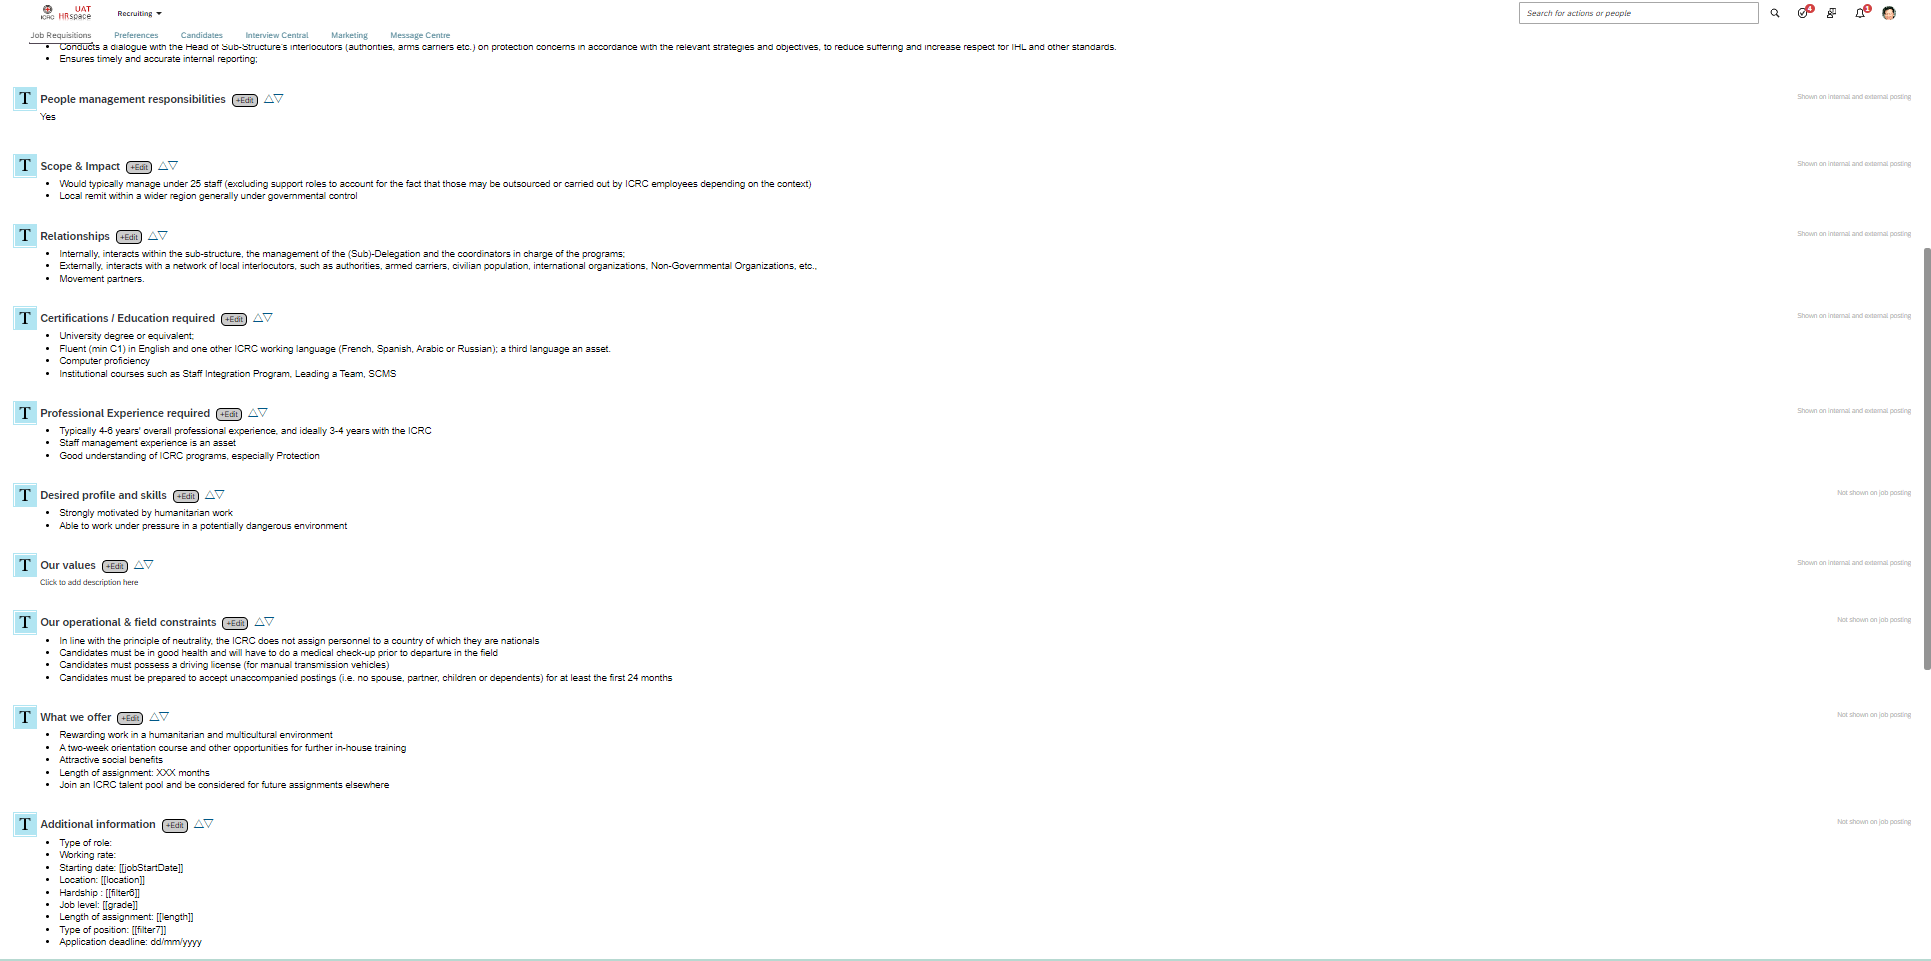 ICRC
UAT
HRspace
Recruiting
Search for actions or people
4
1
Job Requisitions
Preferences
Candidates
Interview Central
Marketing
Message Centre
Conducts a dialogue with the Head of Sub-Structure's interlocutors (authorities, arms carriers etc.) on protection concerns in accordance with the relevant strategies and objectives, to reduce suffering and increase respect for IHL and other standards.
Ensures timely and accurate internal reporting;
T People management responsibilities +Edit
Shown on internal and external posting
Yes
T Scope & Impact +Edit
Shown on internal and external posting
Would typically manage under 25 staff (excluding support roles to account for the fact that those may be outsourced or carried out by ICRC employees depending on the context)
Local remit within a wider region generally under governmental control
T Relationships +Edit
Shown on internal and external posting
Internally, interacts within the sub-structure, the management of the (Sub)-Delegation and the coordinators in charge of the programs;
Externally, interacts with a network of local interlocutors, such as authorities, armed carriers, civilian population, international organizations, Non-Governmental Organizations, etc.,
Movement partners.
T Certifications / Education required +Edit
Shown on internal and external posting
University degree or equivalent;
Fluent (min C1) in English and one other ICRC working language (French, Spanish, Arabic or Russian); a third language an asset.
Computer proficiency
Institutional courses such as Staff Integration Program, Leading a Team, SCMS
T Professional Experience required +Edit
Shown on internal and external posting
Typically 4-6 years' overall professional experience, and ideally 3-4 years with the ICRC
Staff management experience is an asset
Good understanding of ICRC programs, especially Protection
T Desired profile and skills +Edit
Not shown on job posting
Strongly motivated by humanitarian work
Able to work under pressure in a potentially dangerous environment
T Our values +Edit
Shown on internal and external posting
Click to add description here
T Our operational & field constraints +Edit
Not shown on job posting
In line with the principle of neutrality, the ICRC does not assign personnel to a country of which they are nationals
Candidates must be in good health and will have to do a medical check-up prior to departure in the field
Candidates must possess a driving license (for manual transmission vehicles)
Candidates must be prepared to accept unaccompanied postings (i.e. no spouse, partner, children or dependents) for at least the first 24 months
T What we offer +Edit
Not shown on job posting
Rewarding work in a humanitarian and multicultural environment
A two-week orientation course and other opportunities for further in-house training
Attractive social benefits
Length of assignment: XXX months
Join an ICRC talent pool and be considered for future assignments elsewhere
T Additional information +Edit
Not shown on job posting
Type of role:
Working rate:
Starting date: [[jobStartDate]]
Location: [[location]]
Hardship : [[filter6]]
Job level: [[grade]]
Length of assignment: [[length]]
Type of position: [[filter7]]
Application deadline: dd/mm/yyyy